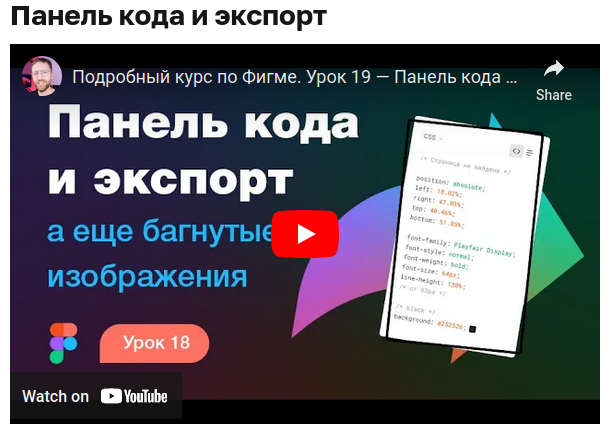 Панель кода и экспорт
Подробный курс по Фигме. Урок 19 — Панель кода ...
Share
Панель кода
и экспорт
а еще багнутые
изображения
Урок 18
CSS
/* Страница не найдена */
position: absolute;
left: 18.02%;
right: 47.03%;
top: 40.46%;
bottom: 51.85%;
font-family: Playfair Display;
font-style: normal;
font-weight: bold;
font-size: 64px;
line-height: 130%;
/* or 83px */
/* black */
background: #252526;
Watch on YouTube